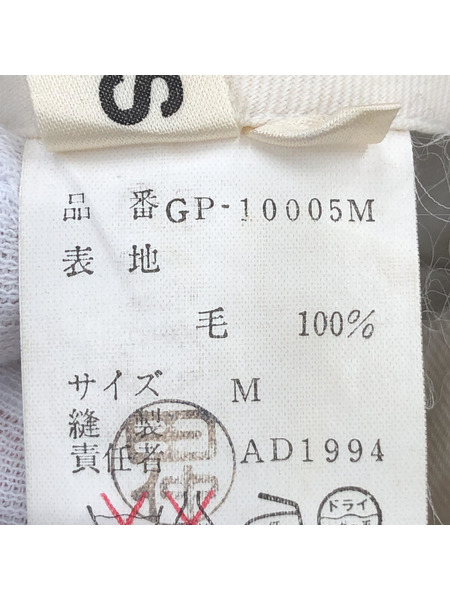 S
品番 GP-10005M
表地
毛 100%
サイズ M
縫製
責任者 AD1994
ドライ